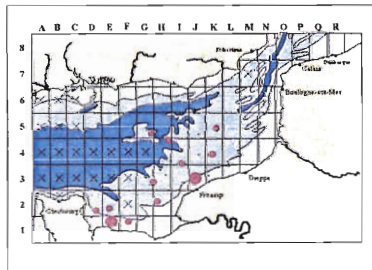 A B C D E F G H I J K L M N O P Q R
8
7
6
5
4
3
2
1
Calais
Boulogne-sur-Mer
Dieppe
Fécamp
Cherbourg